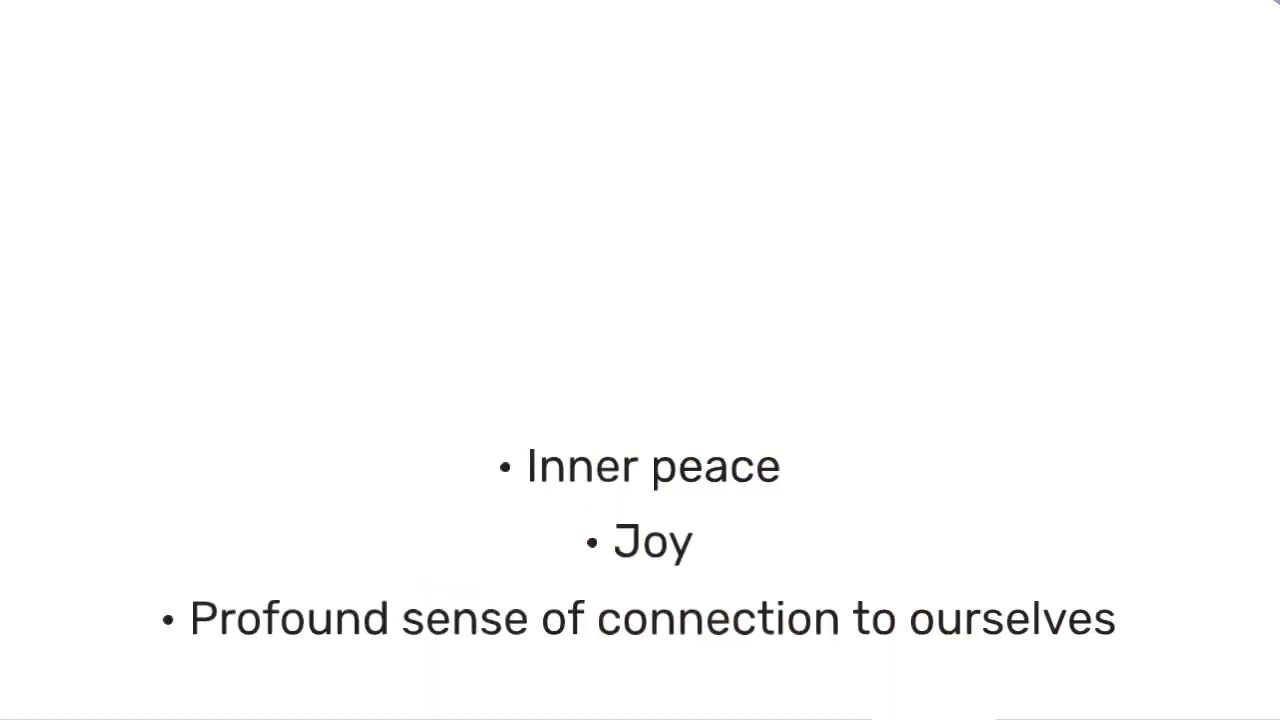 • Inner peace
• Joy
• Profound sense of connection to ourselves